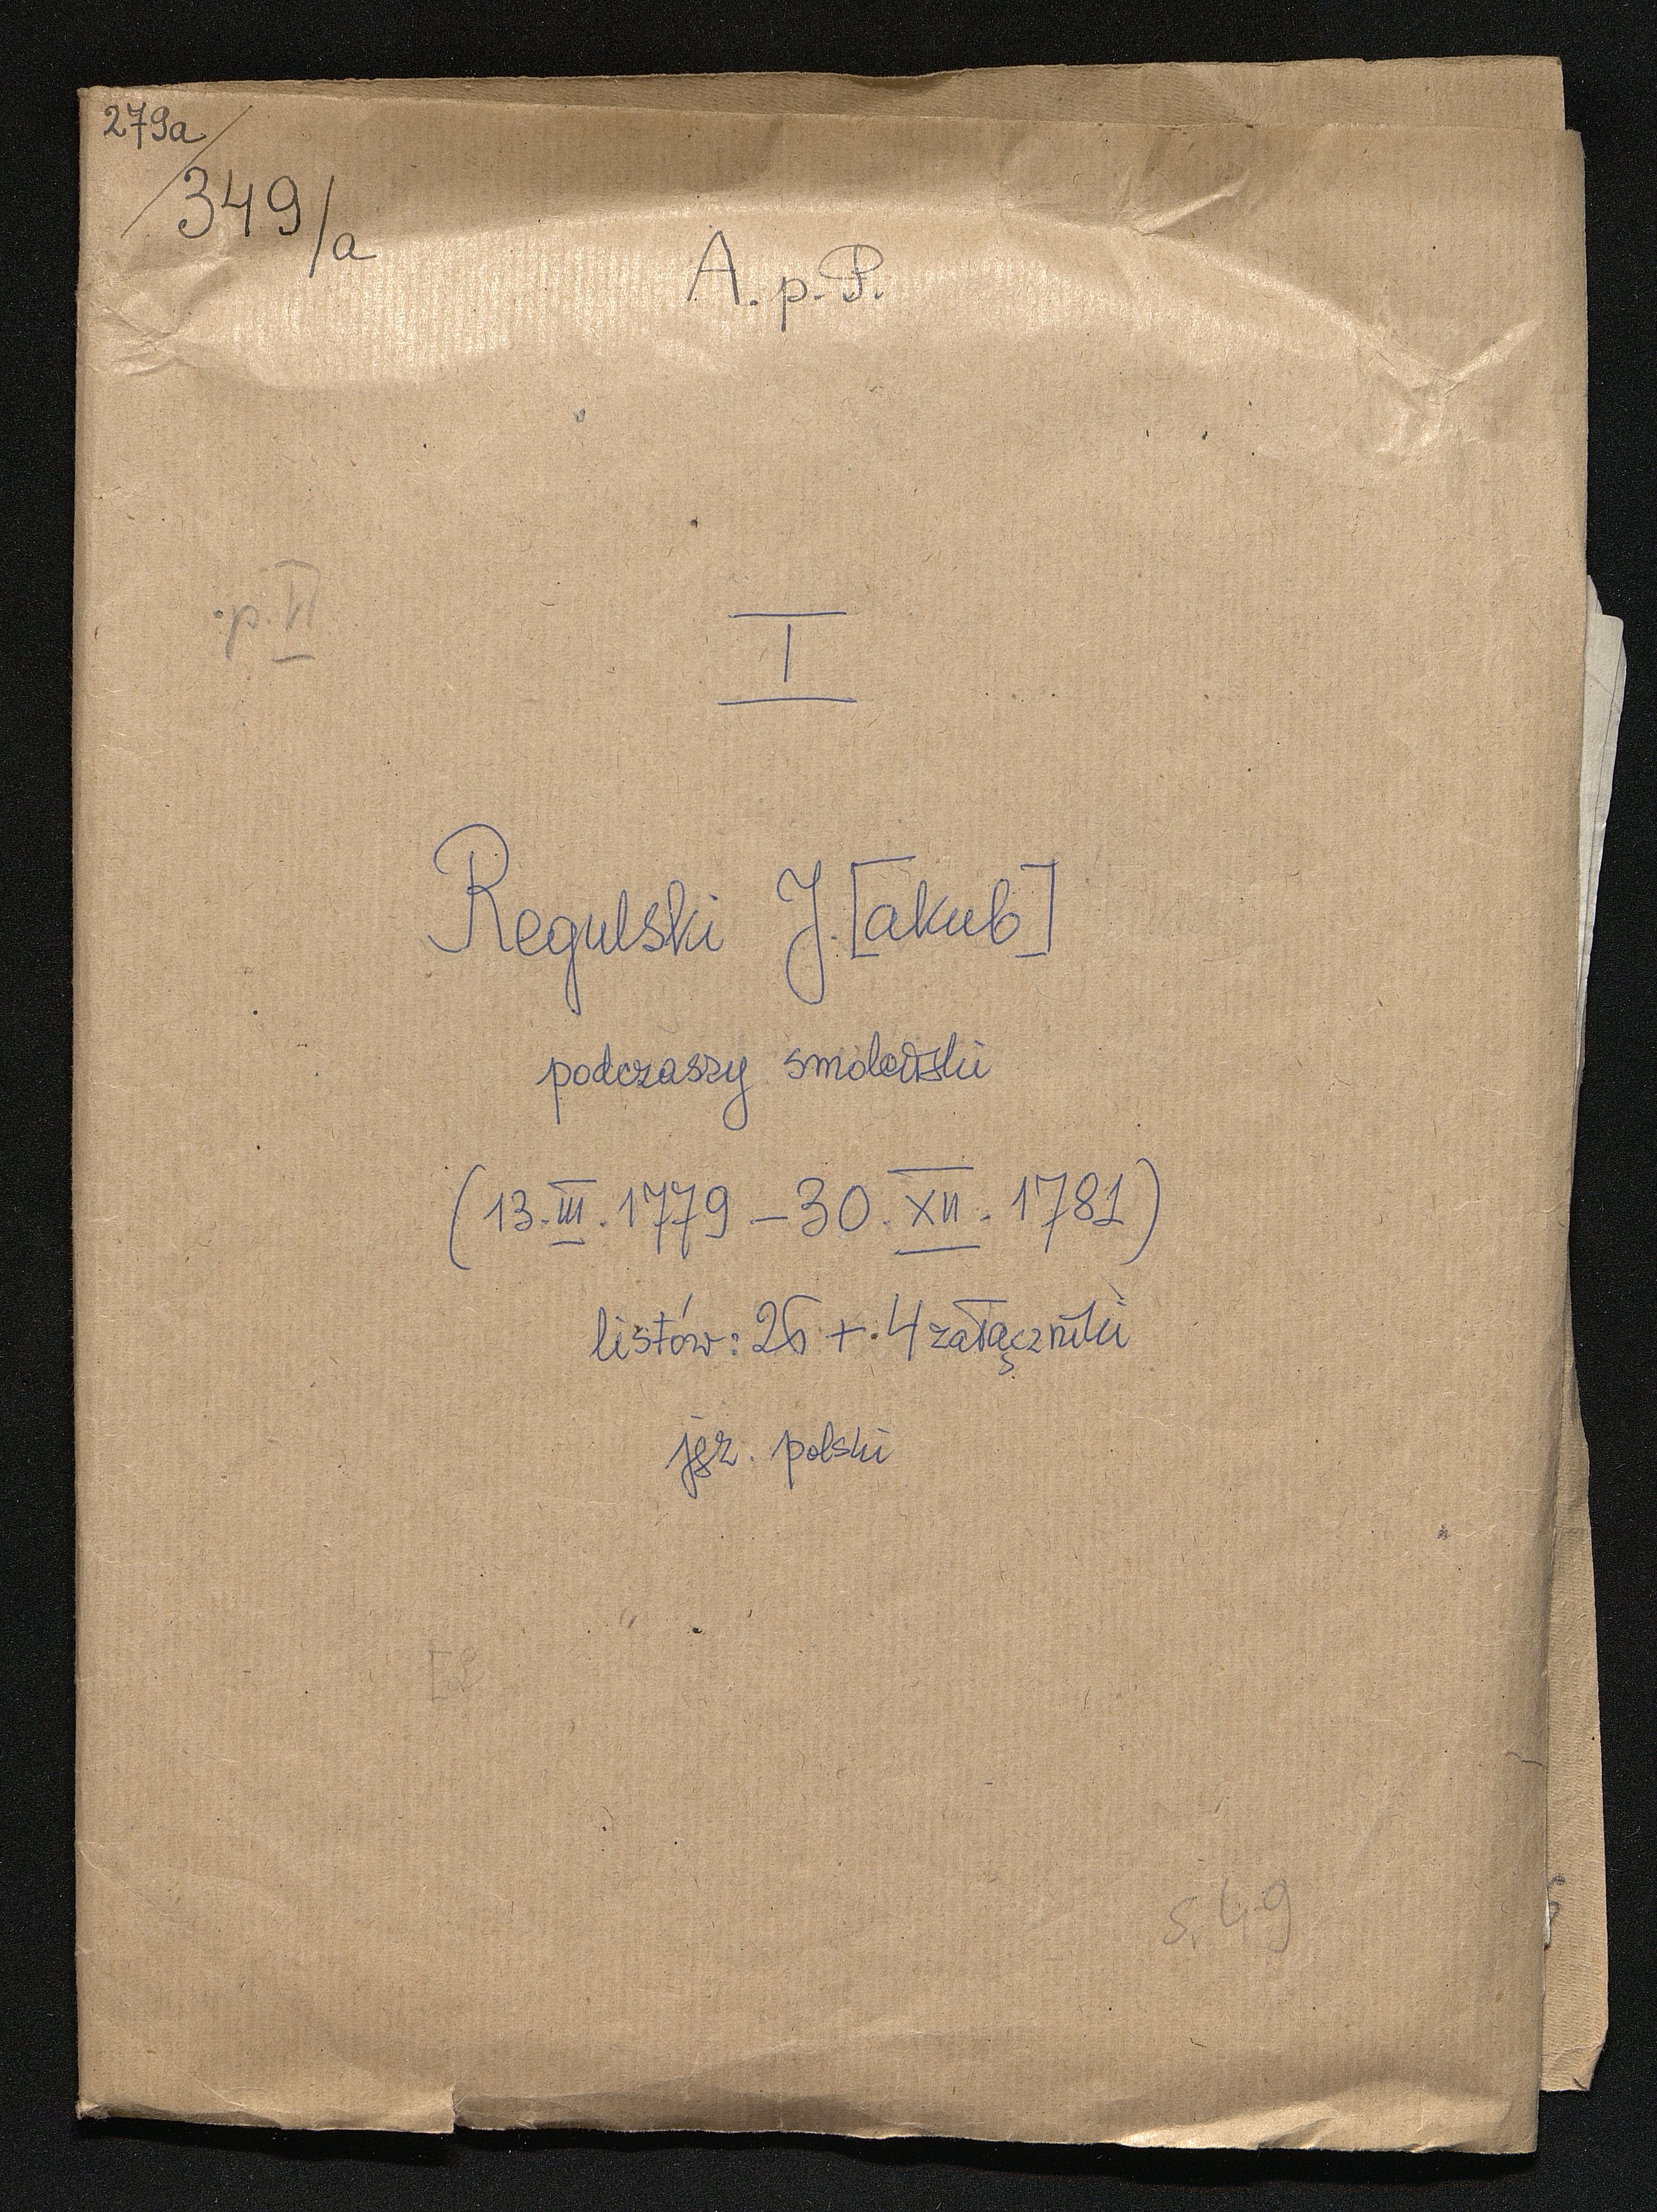 279a
349/a
A. p. P.
p. VI
I
Regulski J.[akub]
podczaszy smoleński
(13.III.1779 – 30.XII.1781)
listów: 26 + 4 załączniki
jęz. polski
s. 49